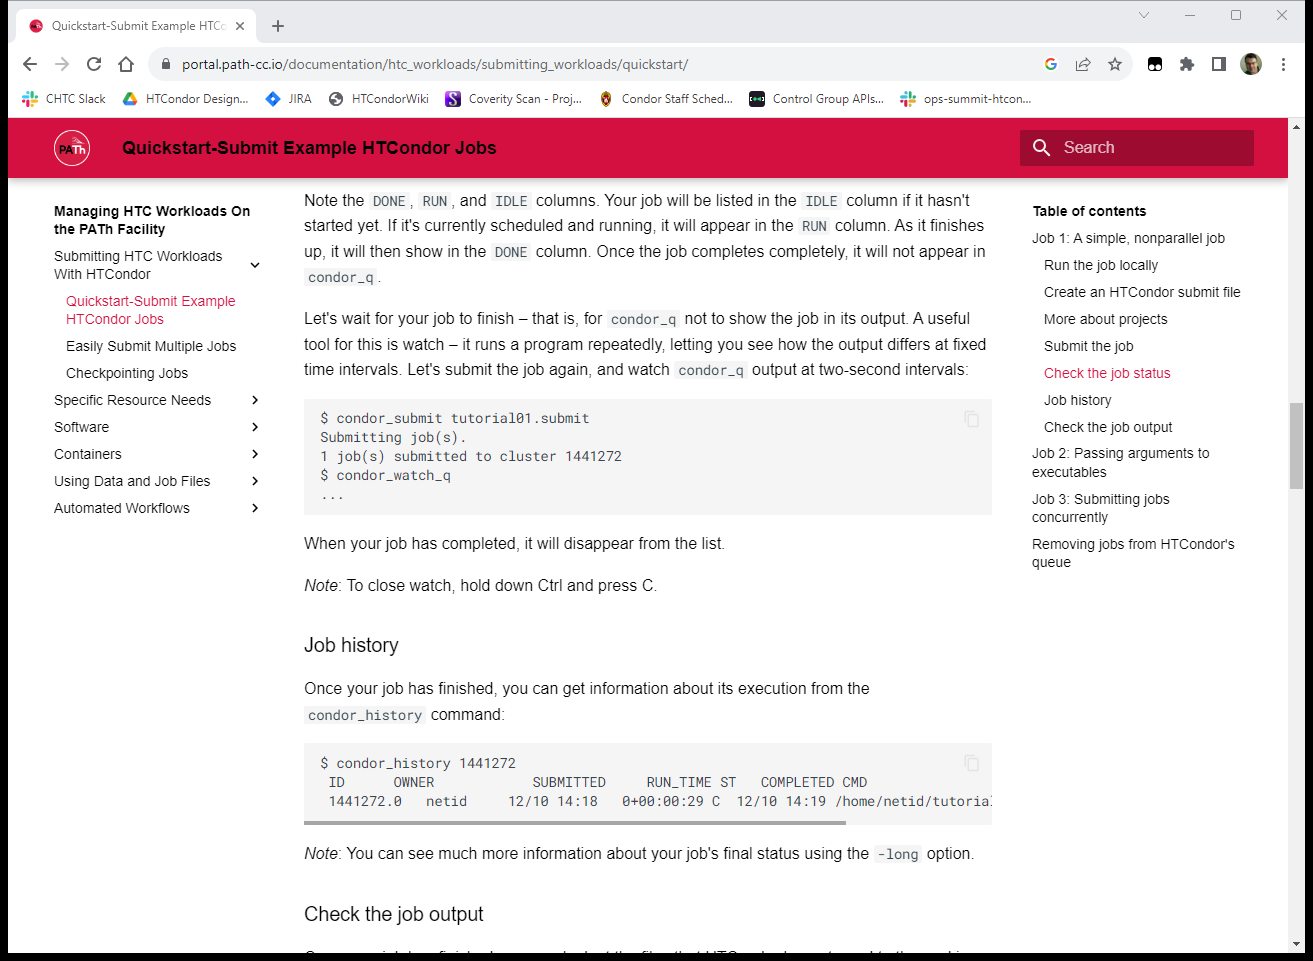 Quickstart-Submit Example HTCo
portal.path-cc.io/documentation/htc_workloads/submitting_workloads/quickstart/
CHTC Slack
HTCondor Design...
JIRA
HTCondorWiki
Coverity Scan - Proj...
Condor Staff Sched...
Control Group APIs...
ops-summit-htcon...
PATh
Quickstart-Submit Example HTCondor Jobs
Search
Managing HTC Workloads On
the PATh Facility
Submitting HTC Workloads
With HTCondor
Quickstart-Submit Example
HTCondor Jobs
Easily Submit Multiple Jobs
Checkpointing Jobs
Specific Resource Needs
Software
Containers
Using Data and Job Files
Automated Workflows
Note the DONE, RUN, and IDLE columns. Your job will be listed in the IDLE column if it hasn't
started yet. If it's currently scheduled and running, it will appear in the RUN column. As it finishes
up, it will then show in the DONE column. Once the job completes completely, it will not appear in
condor_q.
Let's wait for your job to finish – that is, for condor_q not to show the job in its output. A useful
tool for this is watch – it runs a program repeatedly, letting you see how the output differs at fixed
time intervals. Let's submit the job again, and watch condor_q output at two-second intervals:
$ condor_submit tutorial01.submit
Submitting job(s).
1 job(s) submitted to cluster 1441272
$ condor_watch_q
...
When your job has completed, it will disappear from the list.
Note: To close watch, hold down Ctrl and press C.
Job history
Once your job has finished, you can get information about its execution from the
condor_history command:
$ condor_history 1441272
ID OWNER SUBMITTED RUN_TIME ST COMPLETED CMD
1441272.0 netid 12/10 14:18 0+00:00:29 C 12/10 14:19 /home/netid/tutorial
Note: You can see much more information about your job's final status using the -long option.
Check the job output
Table of contents
Job 1: A simple, nonparallel job
Run the job locally
Create an HTCondor submit file
More about projects
Submit the job
Check the job status
Job history
Check the job output
Job 2: Passing arguments to
executables
Job 3: Submitting jobs
concurrently
Removing jobs from HTCondor's
queue